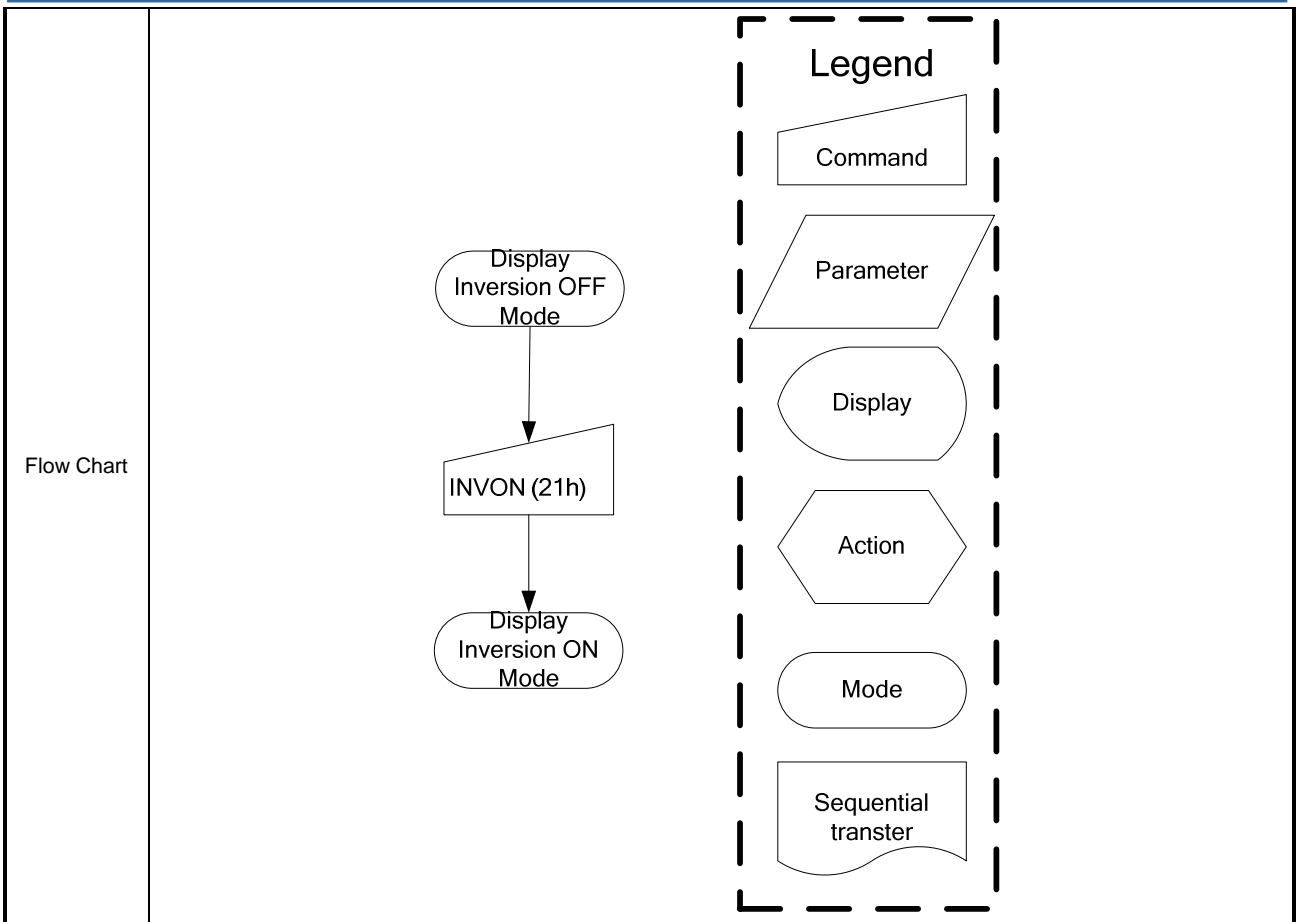 Flow Chart
Display
Inversion OFF
Mode
INVON (21h)
Display
Inversion ON
Mode
Legend
Command
Parameter
Display
Action
Mode
Sequential
transter